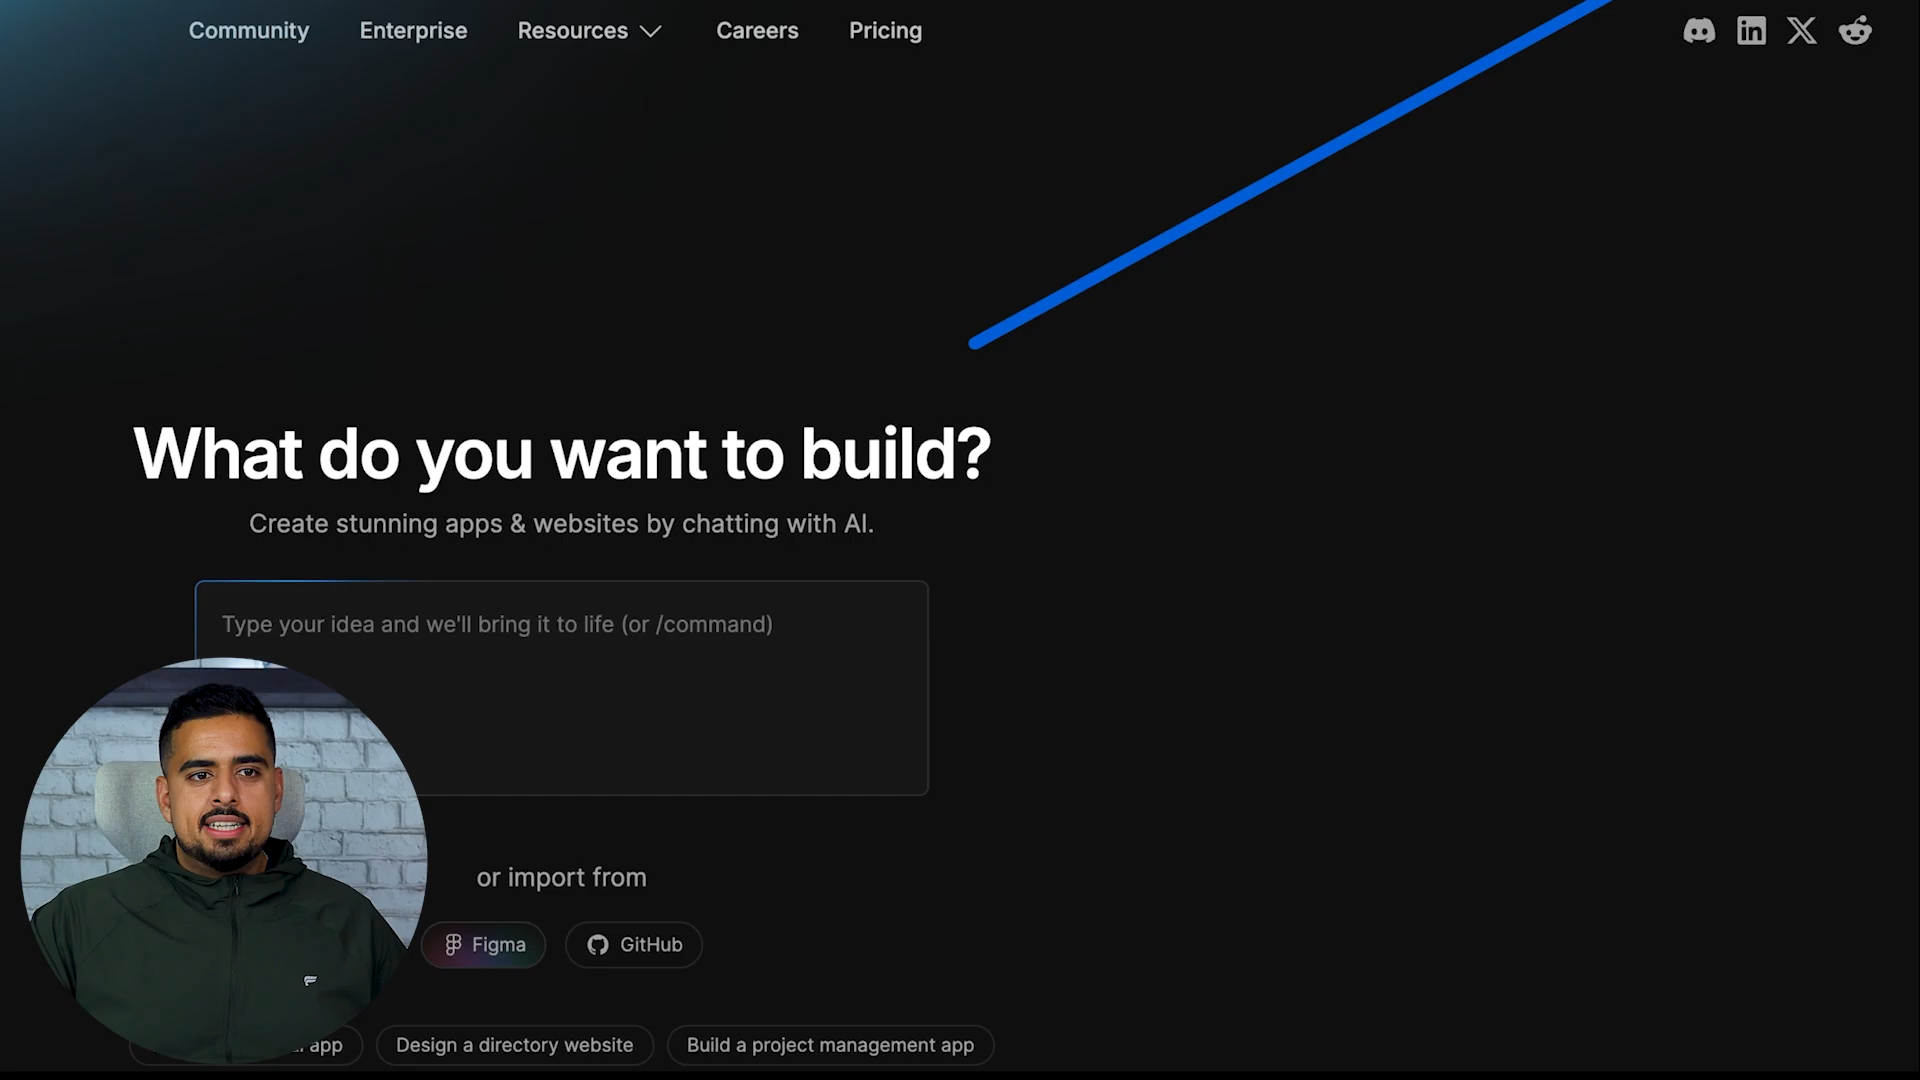 Community Enterprise Resources Careers Pricing
What do you want to build?
Create stunning apps & websites by chatting with AI.
Type your idea and we'll bring it to life (or /command)
or import from
Figma GitHub
app Design a directory website Build a project management app